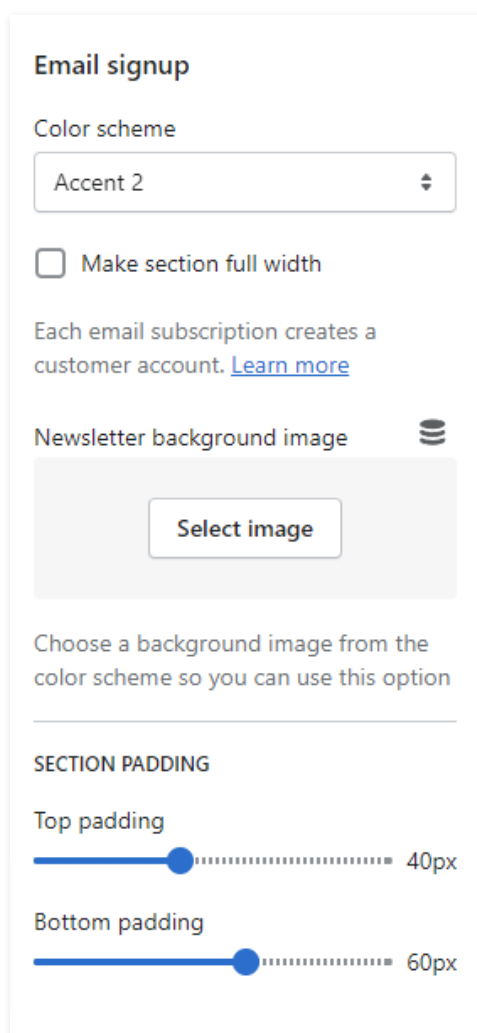 Email signup
Color scheme
Accent 2
Make section full width
Each email subscription creates a
customer account. Learn more
Newsletter background image
Select image
Choose a background image from the
color scheme so you can use this option
SECTION PADDING
Top padding
40px
Bottom padding
60px